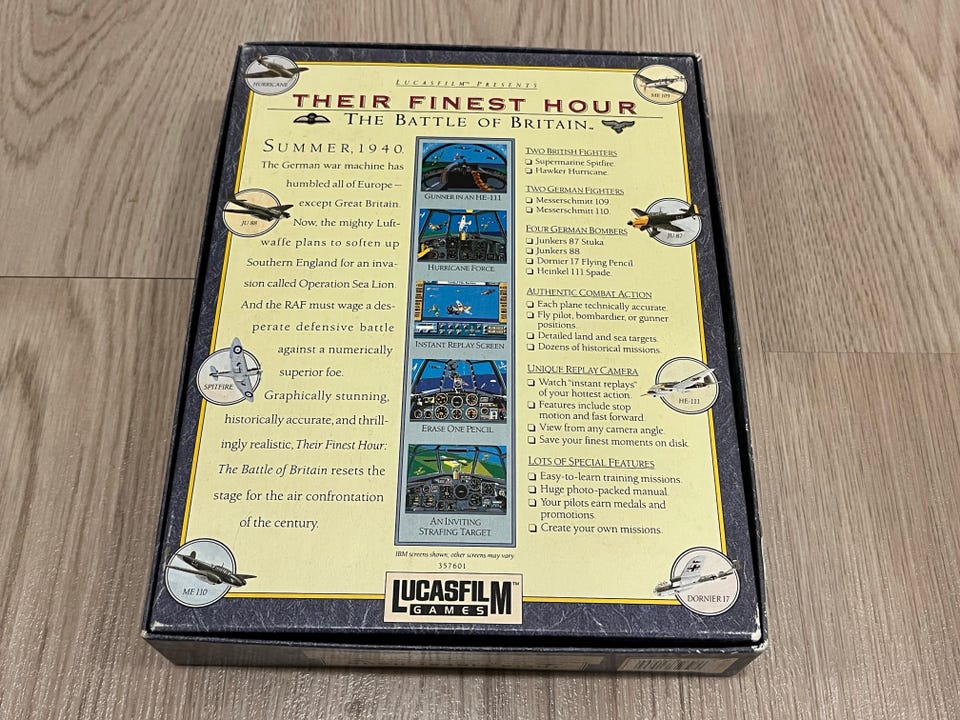 HURRICANE
LUCASFILM™ PRESENTS
ME 109
THEIR FINEST HOUR
THE BATTLE OF BRITAIN™
SUMMER, 1940.
The German war machine has
humbled all of Europe—
except Great Britain.
Now, the mighty Luft-
waffe plans to soften up
Southern England for an inva-
sion called Operation Sea Lion.
And the RAF must wage a des-
perate defensive battle
against a numerically
superior foe.
Graphically stunning,
historically accurate, and thrill-
ingly realistic, Their Finest Hour:
The Battle of Britain resets the
stage for the air confrontation
of the century.
JU 88
SPITFIRE
ME 110
GUNNER IN AN HE-111
HURRICANE FORCE
INSTANT REPLAY SCREEN
ERASE ONE PENCIL
AN INVITING
STRAFING TARGET
IBM screens shown; other screens may vary
357601
LUCASFILM™
GAMES
TWO BRITISH FIGHTERS
❏ Supermarine Spitfire.
❏ Hawker Hurricane.
TWO GERMAN FIGHTERS
❏ Messerschmitt 109.
❏ Messerschmitt 110.
FOUR GERMAN BOMBERS
❏ Junkers 87 Stuka
❏ Junkers 88
❏ Dornier 17 Flying Pencil
❏ Heinkel 111 Spade.
AUTHENTIC COMBAT ACTION
❏ Each plane technically accurate.
❏ Fly pilot, bombardier, or gunner
positions.
❏ Detailed land and sea targets.
❏ Dozens of historical missions.
UNIQUE REPLAY CAMERA
❏ Watch "instant replays"
of your hottest action.
❏ Features include stop
motion and fast forward
❏ View from any camera angle.
❏ Save your finest moments on disk.
LOTS OF SPECIAL FEATURES
❏ Easy-to-learn training missions.
❏ Huge photo-packed manual.
❏ Your pilots earn medals and
promotions.
❏ Create your own missions.
JU 87
HE-111
DORNIER 17